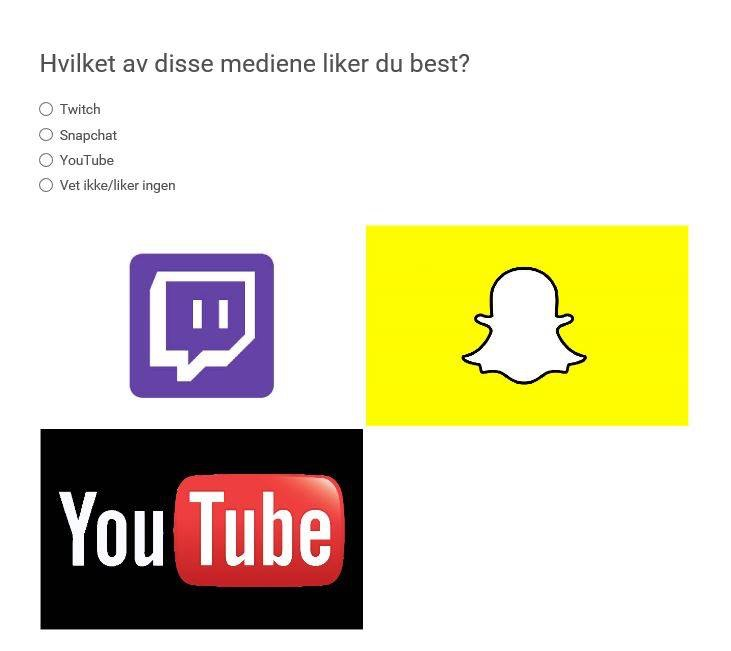 Hvilket av disse mediene liker du best?
Twitch
Snapchat
YouTube
Vet ikke/liker ingen
YouTube